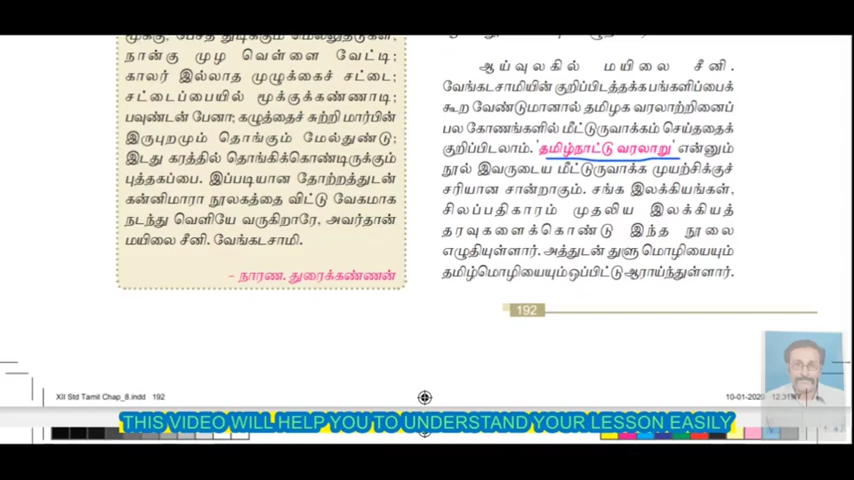 நான்கு முழ வெள்ளை வேட்டி;
காலர் இல்லாத முழுக்கைச் சட்டை;
சட்டைப்பையில் மூக்குக்கண்ணாடி;
பவுண்டன் பேனா; கழுத்தைச் சுற்றி மார்பின்
இருபுறமும் தொங்கும் மேல்துண்டு;
இடது கரத்தில் தொங்கிக்கொண்டிருக்கும்
புத்தகப்பை. இப்படியான தோற்றத்துடன்
கன்னிமாரா நூலகத்தை விட்டு வேகமாக
நடந்து வெளியே வருகிறாரே, அவர்தான்
மயிலை சீனி. வேங்கடசாமி.
– நாரண. துரைக்கண்ணன்
ஆய்வுலகில் மயிலை சீனி.
வேங்கடசாமியின் குறிப்பிடத்தக்க பங்களிப்பைக்
கூற வேண்டுமானால் தமிழக வரலாற்றினைப்
பல கோணங்களில் மீட்டுருவாக்கம் செய்ததைக்
குறிப்பிடலாம். 'தமிழ்நாட்டு வரலாறு' என்னும்
நூல் இவருடைய மீட்டுருவாக்க முயற்சிக்குச்
சரியான சான்றாகும். சங்க இலக்கியங்கள்,
சிலப்பதிகாரம் முதலிய இலக்கியத்
தரவுகளைக்கொண்டு இந்த நூலை
எழுதியுள்ளார். அத்துடன் துளு மொழியையும்
தமிழ்மொழியையும் ஒப்பிட்டு ஆராய்ந்துள்ளார்.
192
XII Std Tamil Chap_8.indd 192
10-01-2020
THIS VIDEO WILL HELP YOU TO UNDERSTAND YOUR LESSON EASILY